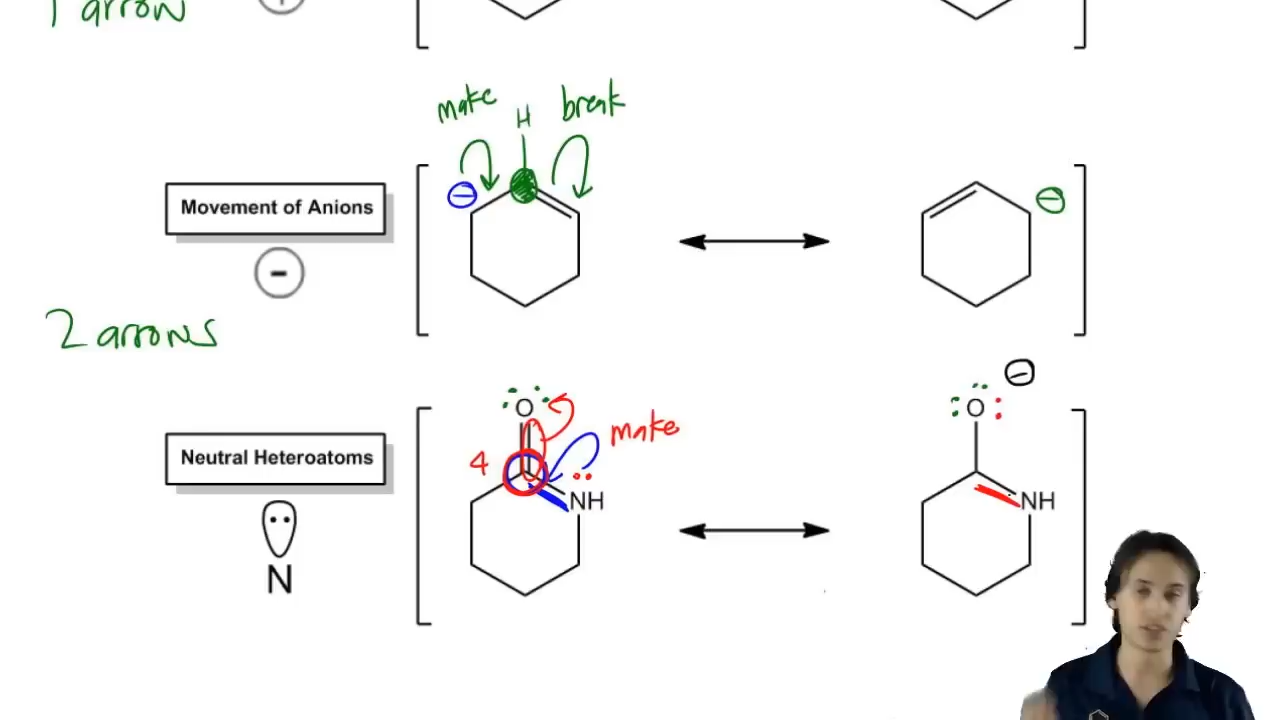 1 arrow
+
make break
H
−
Movement of Anions
−
−
2 arrows
−
O
O
make
4
Neutral Heteroatoms
NH
NH
N